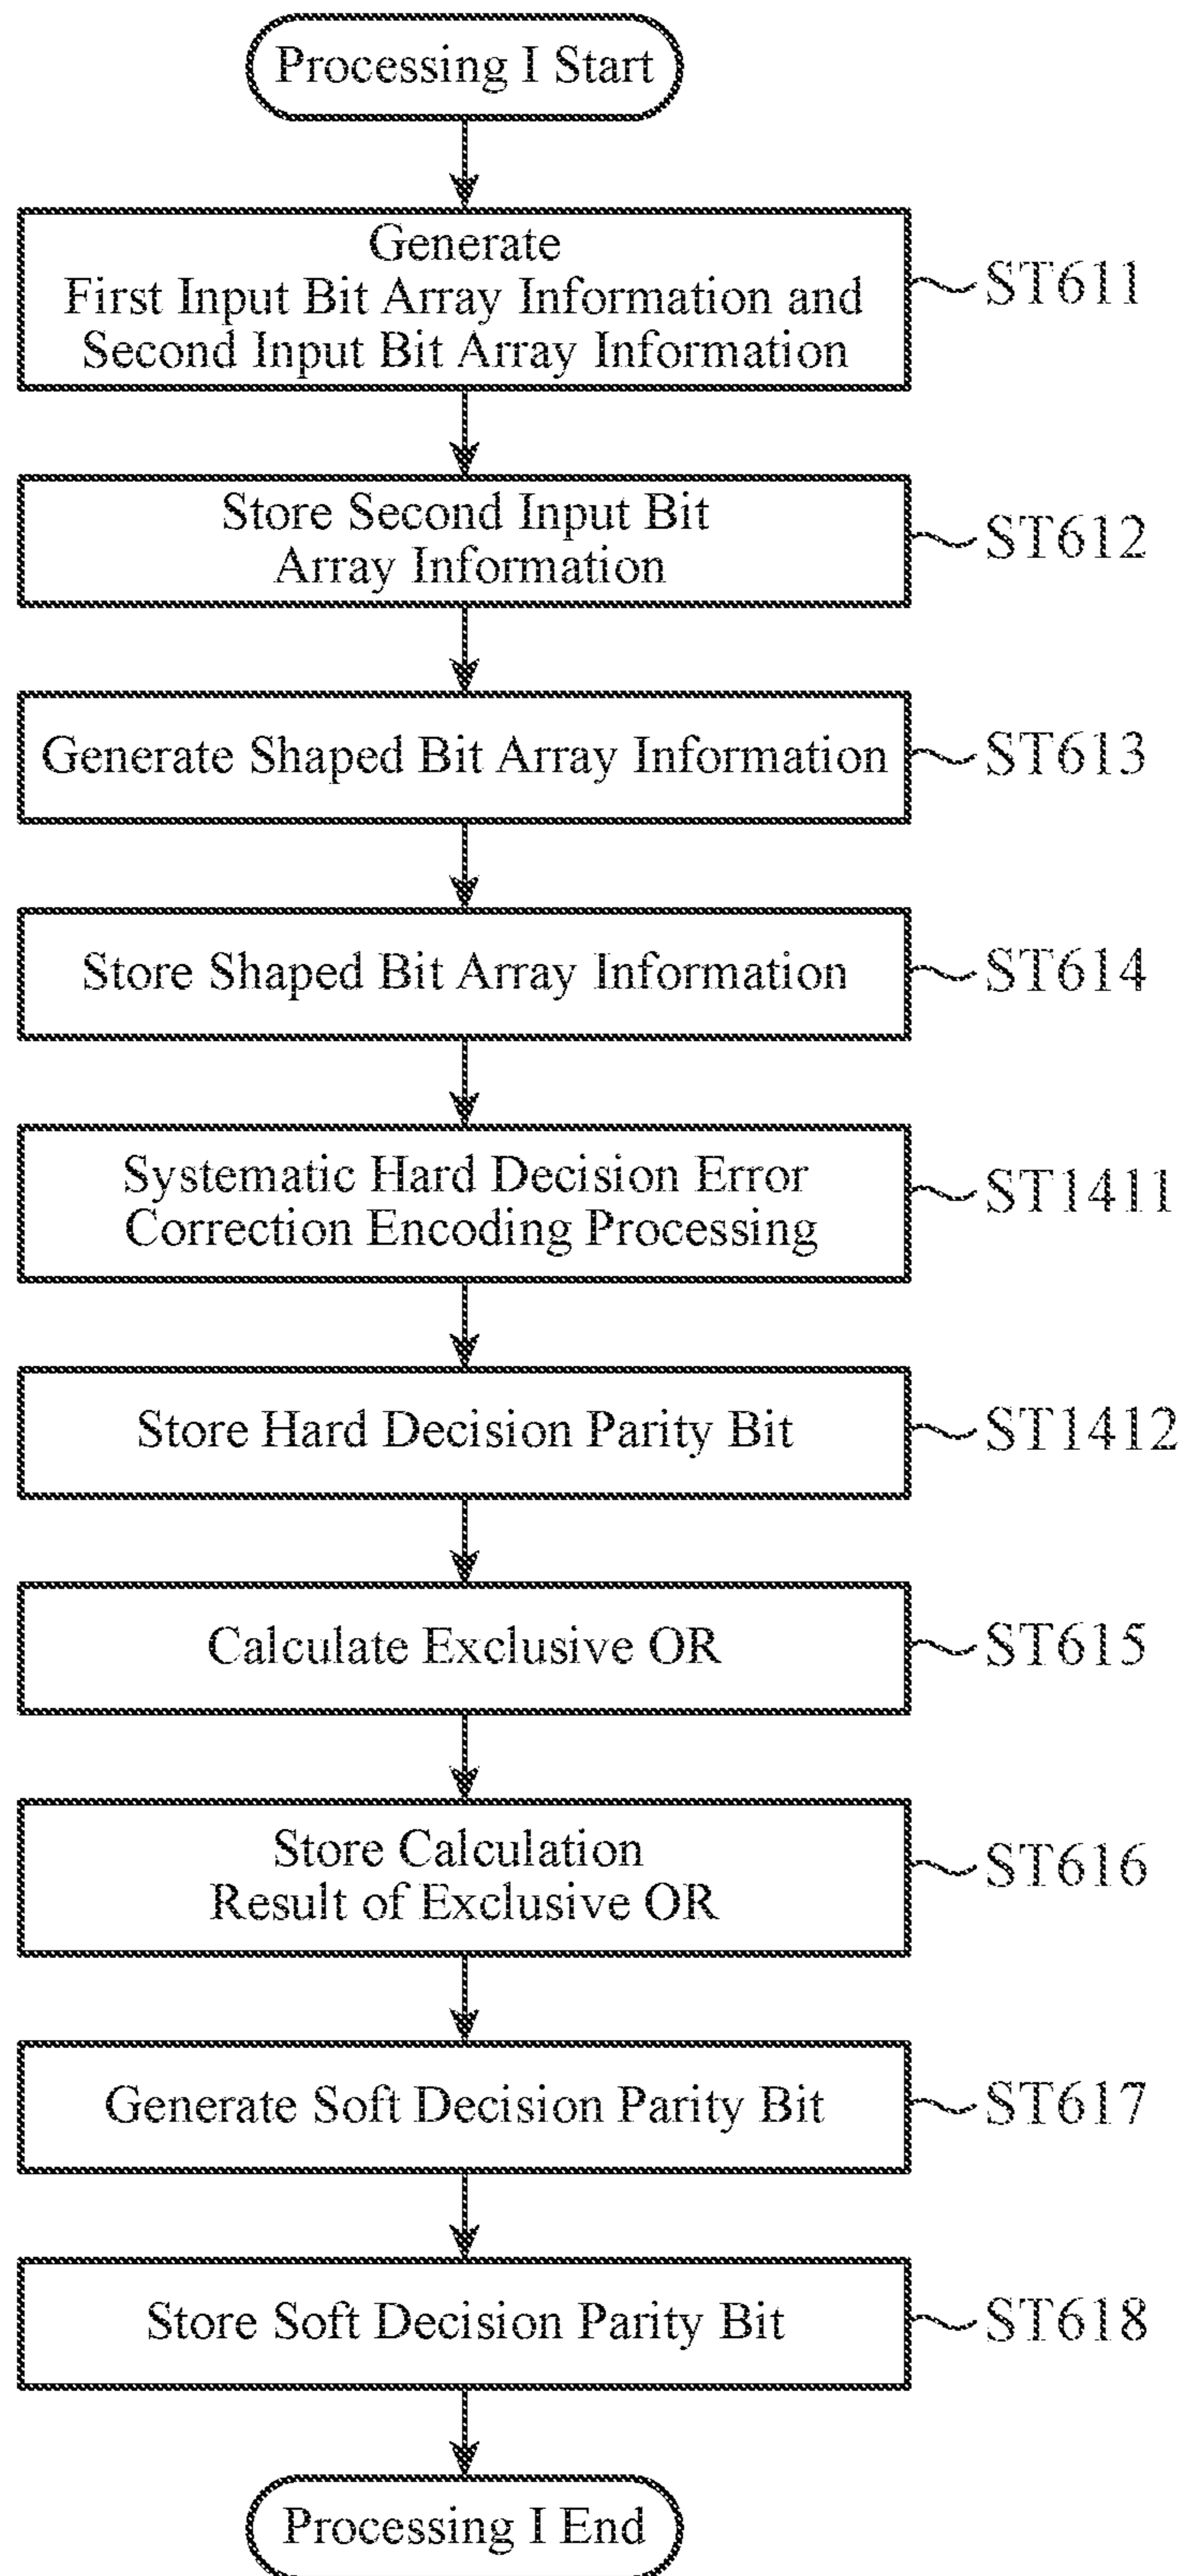 Processing I Start
Generate
First Input Bit Array Information and
Second Input Bit Array Information
ST611
Store Second Input Bit
Array Information
ST612
Generate Shaped Bit Array Information
ST613
Store Shaped Bit Array Information
ST614
Systematic Hard Decision Error
Correction Encoding Processing
ST1411
Store Hard Decision Parity Bit
ST1412
Calculate Exclusive OR
ST615
Store Calculation
Result of Exclusive OR
ST616
Generate Soft Decision Parity Bit
ST617
Store Soft Decision Parity Bit
ST618
Processing I End